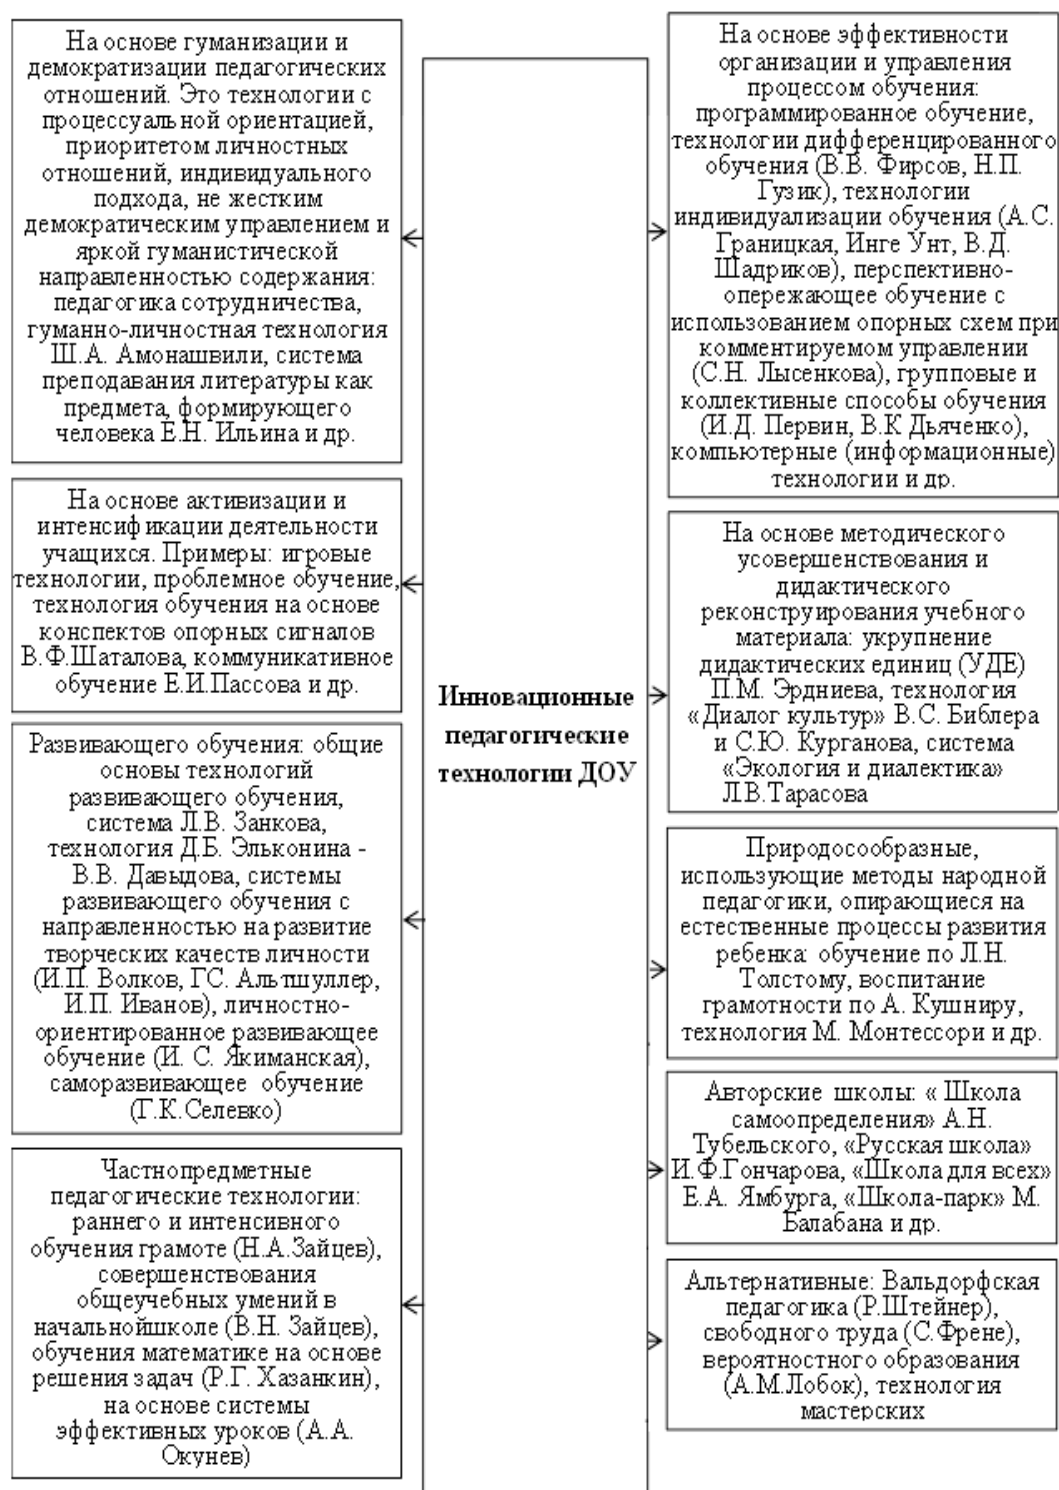 На основе гуманизации и
демократизации педагогических
отношений. Это технологии с
процессуальной ориентацией,
приоритетом личностных
отношений, индивидуального
подхода, не жестким
демократическим управлением и
яркой гуманистической
направленностью содержания:
педагогика сотрудничества,
гуманно-личностная технология
Ш.А. Амонашвили, система
преподавания литературы как
предмета, формирующего
человека Е.Н. Ильина и др.
На основе активизации и
интенсификации деятельности
учащихся. Примеры: игровые
технологии, проблемное обучение,
технология обучения на основе
конспектов опорных сигналов
В.Ф.Шаталова, коммуникативное
обучение Е.И.Пассова и др.
Развивающего обучения: общие
основы технологий
развивающего обучения,
система Л.В. Занкова,
технология Д.Б. Эльконина -
В.В. Давыдова, системы
развивающего обучения с
направленностью на развитие
творческих качеств личности
(И.П. Волков, Г.С. Альтшуллер,
И.П. Иванов), личностно-
ориентированное развивающее
обучение (И. С. Якиманская),
саморазвивающее обучение
(Г.К.Селевко)
Частнопредметные
педагогические технологии:
раннего и интенсивного
обучения грамоте (Н.А.Зайцев),
совершенствования
общеучебных умений в
начальнойшколе (В.Н. Зайцев),
обучения математике на основе
решения задач (Р.Г. Хазанкин),
на основе системы
эффективных уроков (А.А.
Окунев)
Инновационные
педагогические
технологии ДОУ
На основе эффективности
организации и управления
процессом обучения:
программированное обучение,
технологии дифференцированного
обучения (В.В. Фирсов, Н.П.
Гузик), технологии
индивидуализации обучения (А.С.
Границкая, Инге Унт, В.Д.
Шадриков), перспективно-
опережающее обучение с
использованием опорных схем при
комментируемом управлении
(С.Н. Лысенкова), групповые и
коллективные способы обучения
(И.Д. Первин, В.К Дьяченко),
компьютерные (информационные)
технологии и др.
На основе методического
усовершенствования и
дидактического
реконструирования учебного
материала: укрупнение
дидактических единиц (УДЕ)
П.М. Эрдниева, технология
«Диалог культур» В.С. Библера
и С.Ю. Курганова, система
«Экология и диалектика»
Л.В.Тарасова
Природосообразные,
использующие методы народной
педагогики, опирающиеся на
естественные процессы развития
ребенка: обучение по Л.Н.
Толстому, воспитание
грамотности по А. Кушниру,
технология М. Монтессори и др.
Авторские школы: « Школа
самоопределения» А.Н.
Тубельского, «Русская школа»
И.Ф.Гончарова, «Школа для всех»
Е.А. Ямбурга, «Школа-парк» М.
Балабана и др.
Альтернативные: Вальдорфская
педагогика (Р.Штейнер),
свободного труда (С.Френе),
вероятностного образования
(А.М.Лобок), технология
мастерских